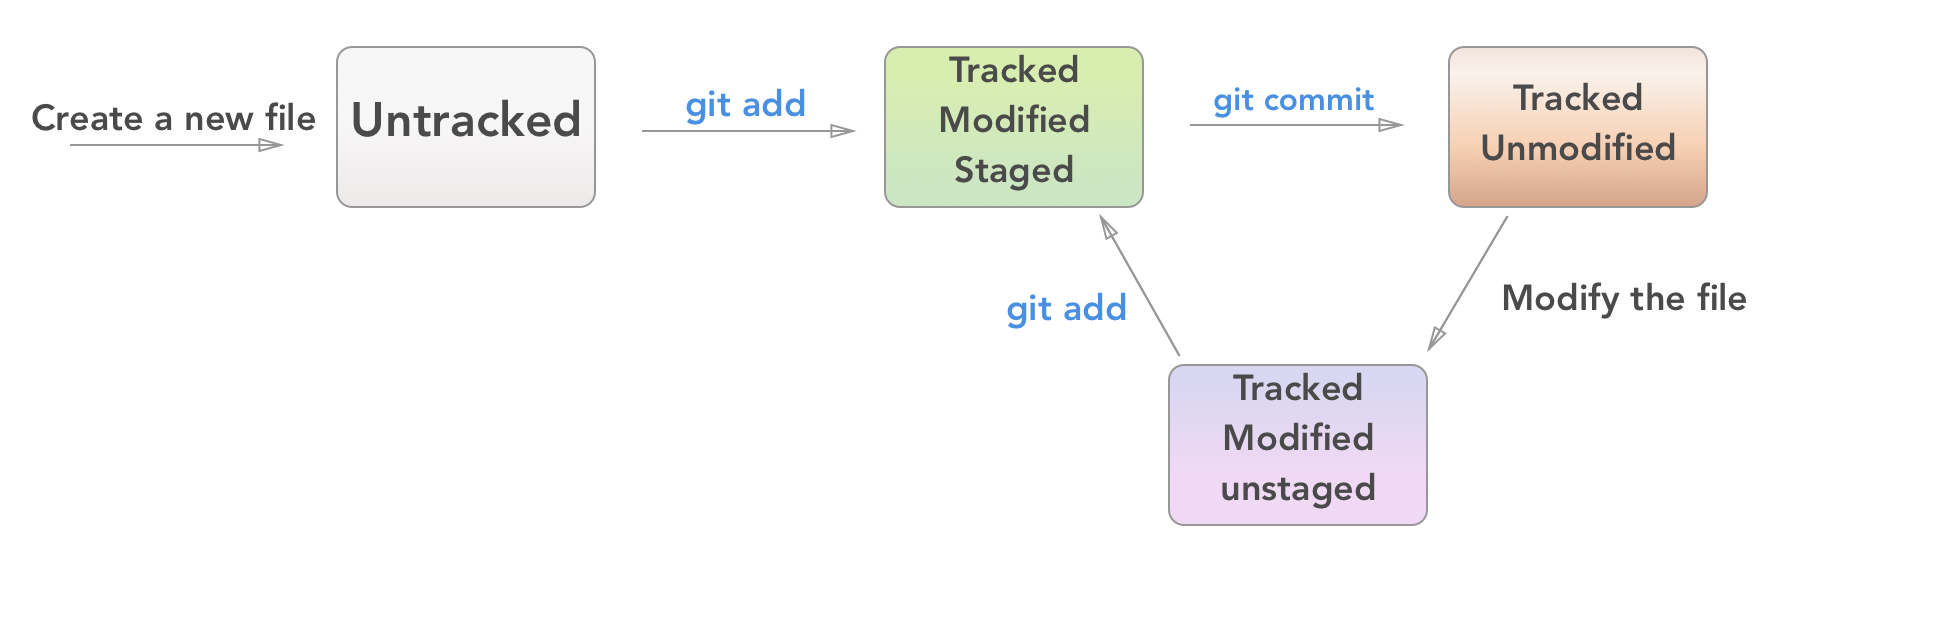 Create a new file
Untracked
git add
Tracked
Modified
Staged
git commit
Tracked
Unmodified
git add
Modify the file
Tracked
Modified
unstaged